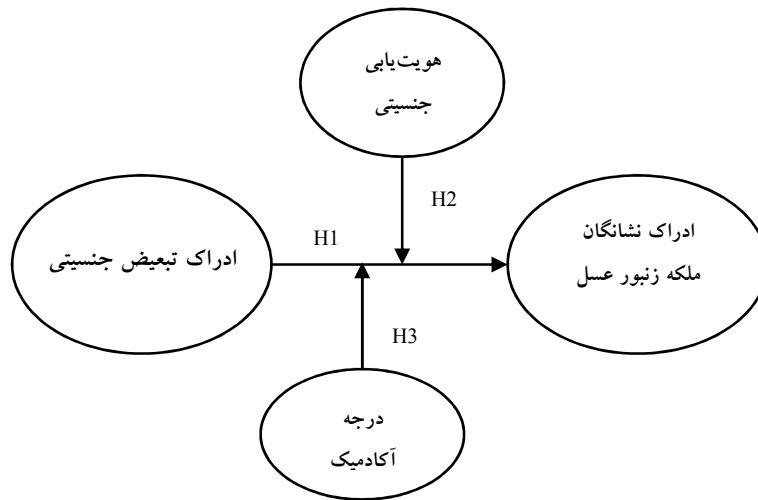 هویت‌یابی
جنسیتی
H2
ادراک تبعیض جنسیتی
H1
ادراک نشانگان
ملکه زنبور عسل
H3
درجه
آکادمیک